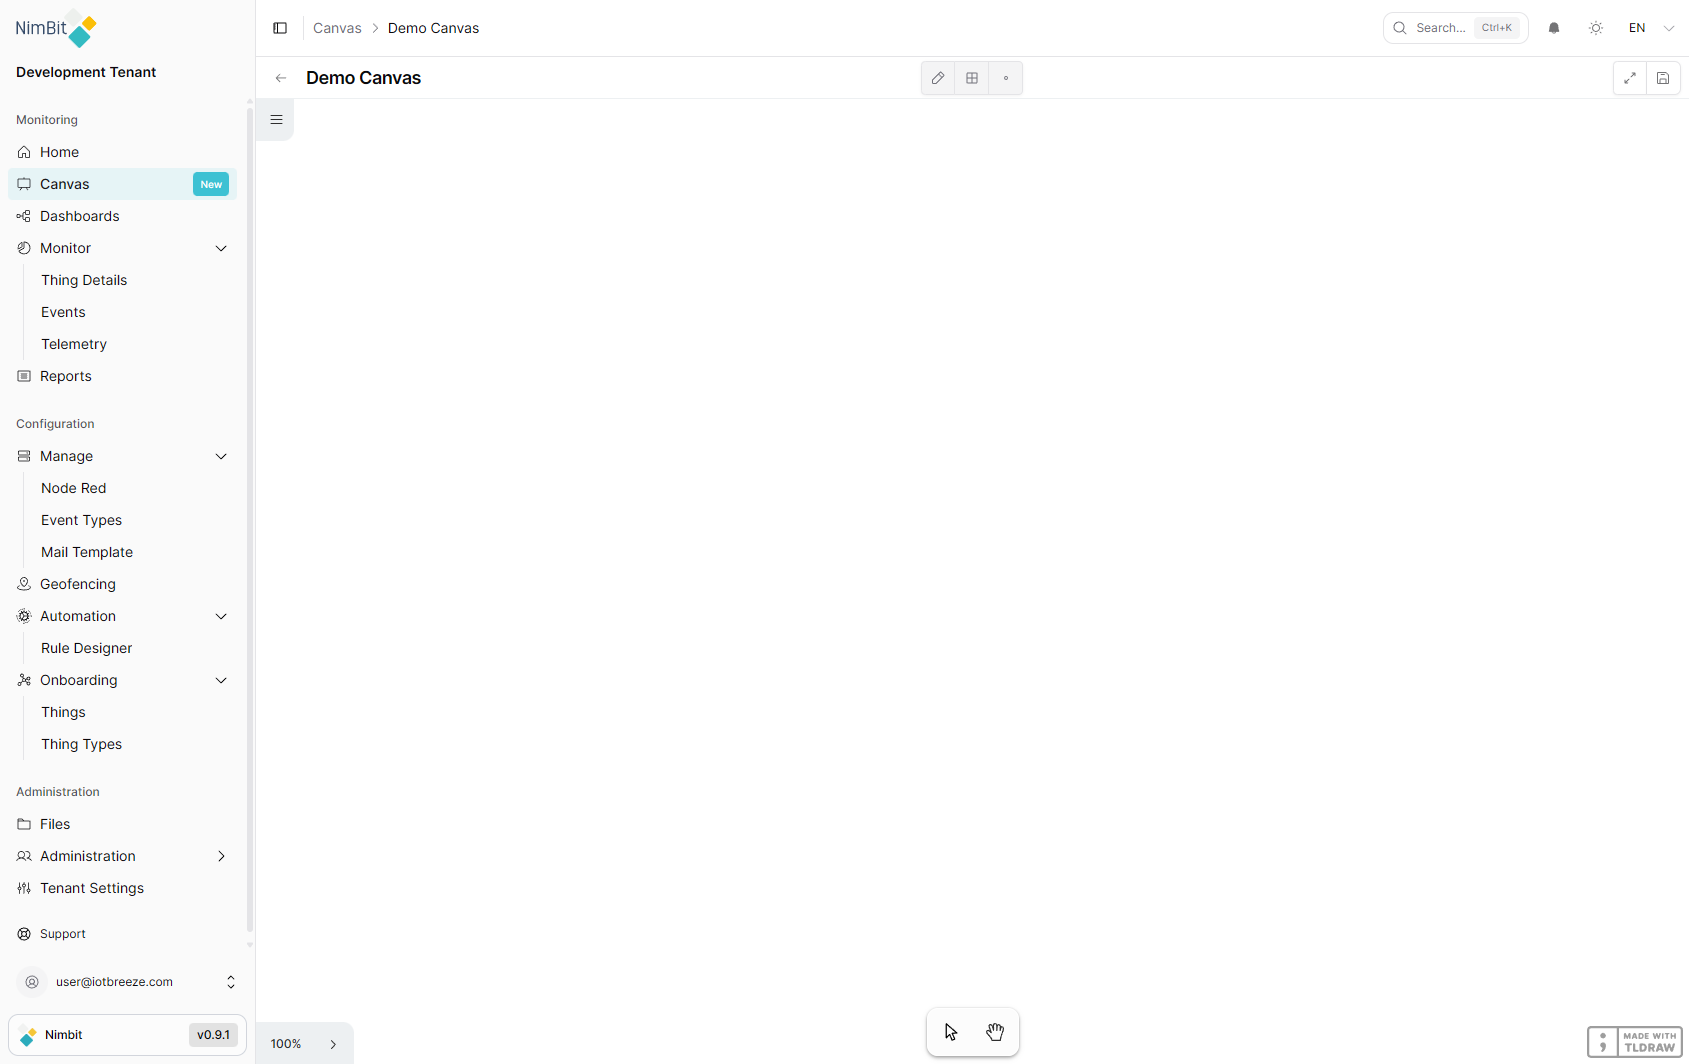 NimBit
Development Tenant
Monitoring
Home
Canvas New
Dashboards
Monitor
Thing Details
Events
Telemetry
Reports
Configuration
Manage
Node Red
Event Types
Mail Template
Geofencing
Automation
Rule Designer
Onboarding
Things
Thing Types
Administration
Files
Administration
Tenant Settings
Support
user@iotbreeze.com
Nimbit v0.9.1
Canvas Demo Canvas
Search... Ctrl+K EN
Demo Canvas
100%
MADE WITH
TLDRAW